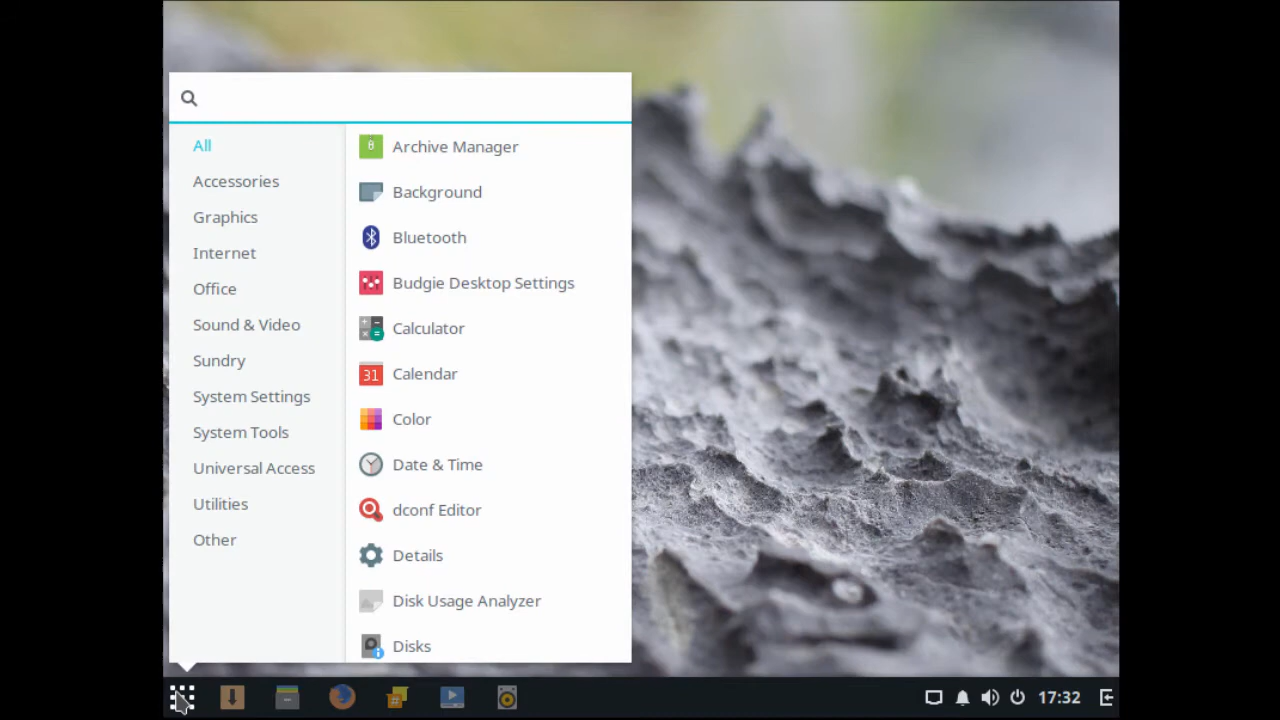 All
Accessories
Graphics
Internet
Office
Sound & Video
Sundry
System Settings
System Tools
Universal Access
Utilities
Other
Archive Manager
Background
Bluetooth
Budgie Desktop Settings
Calculator
31 Calendar
Color
Date & Time
dconf Editor
Details
Disk Usage Analyzer
Disks
17:32